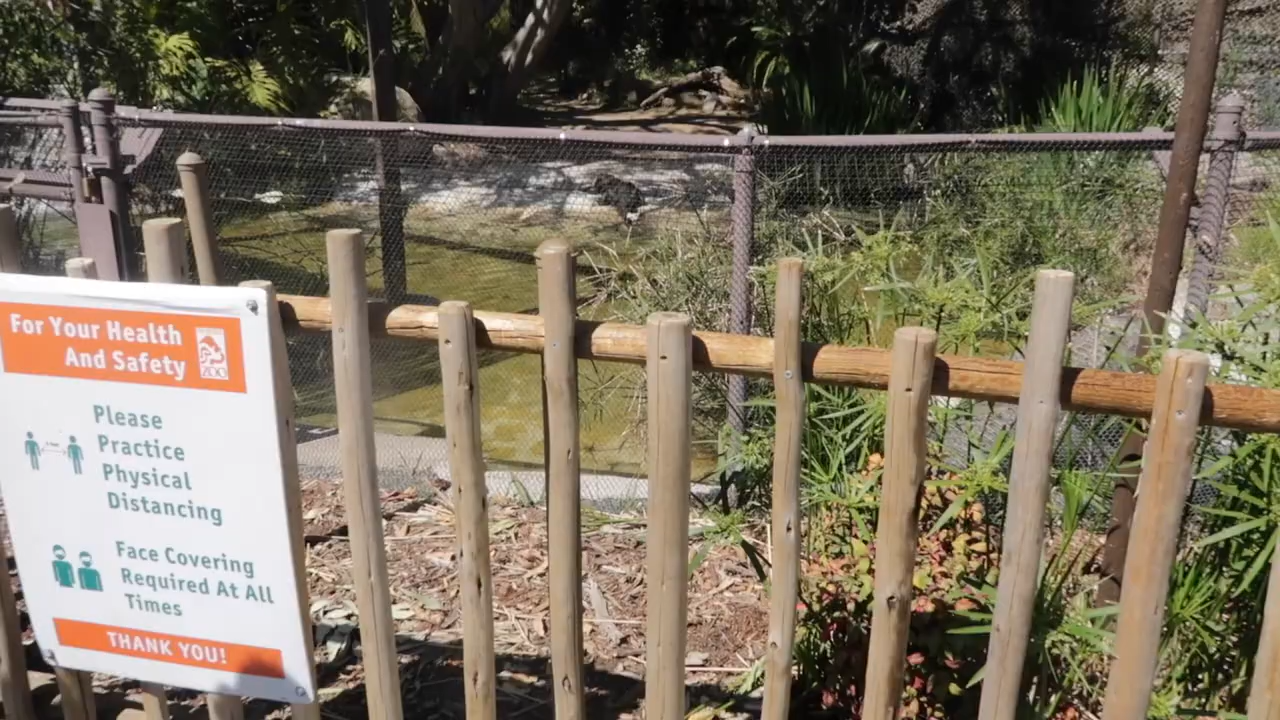 For Your Health
And Safety
ZOO
Please
Practice
Physical
Distancing
Face Covering
Required At All
Times
THANK YOU!